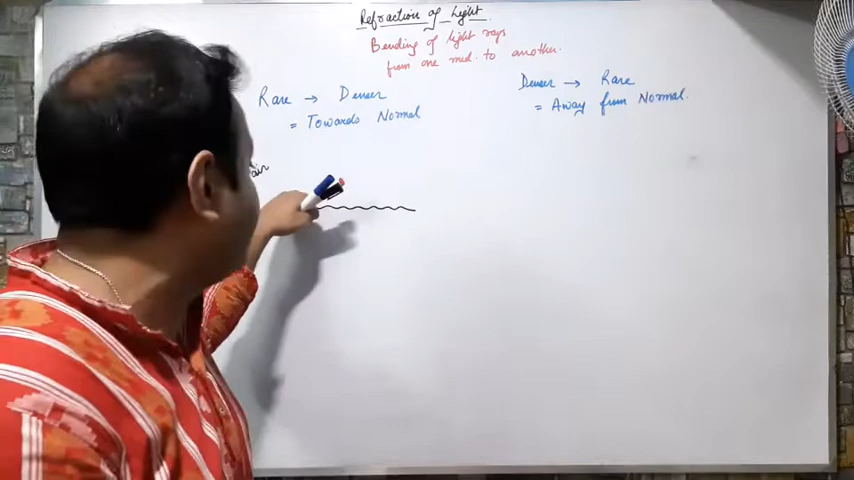 Refraction of Light
Bending of light rays
from one med. to another.
Rare → Denser
= Towards Normal
Denser → Rare
= Away from Normal.
air